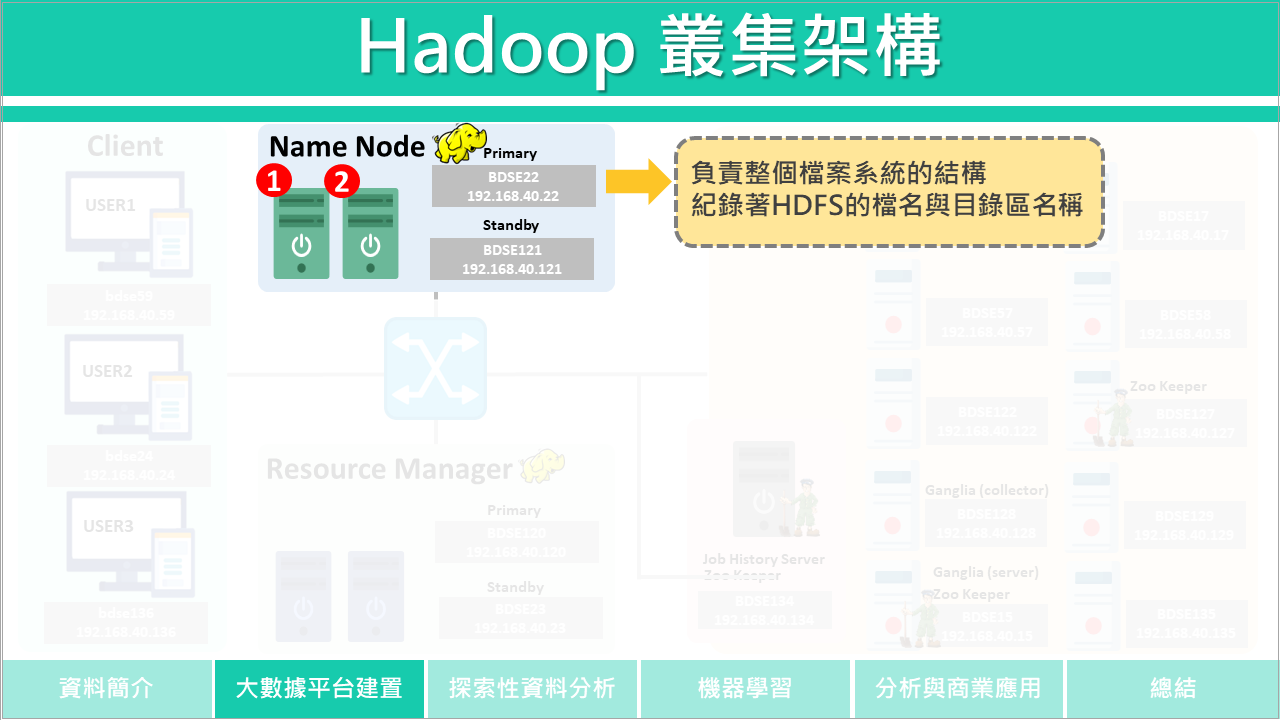 Hadoop 叢集架構
Client
USER1
bdse59
192.168.40.59
USER2
bdse24
192.168.40.24
USER3
bdse136
192.168.40.136
Name Node
1
2
Primary
BDSE22
192.168.40.22
Standby
BDSE121
192.168.40.121
負責整個檔案系統的結構
紀錄著HDFS的檔名與目錄區名稱
Resource Manager
Primary
BDSE120
192.168.40.120
Standby
BDSE23
192.168.40.23
Job History Server
Zoo Keeper
BDSE134
192.168.40.134
BDSE17
192.168.40.17
BDSE57
192.168.40.57
BDSE58
192.168.40.58
BDSE122
192.168.40.122
Zoo Keeper
BDSE127
192.168.40.127
Ganglia (collector)
BDSE128
192.168.40.128
BDSE129
192.168.40.129
Ganglia (server)
Zoo Keeper
BDSE15
192.168.40.15
BDSE135
192.168.40.135
資料簡介
大數據平台建置
探索性資料分析
機器學習
分析與商業應用
總結